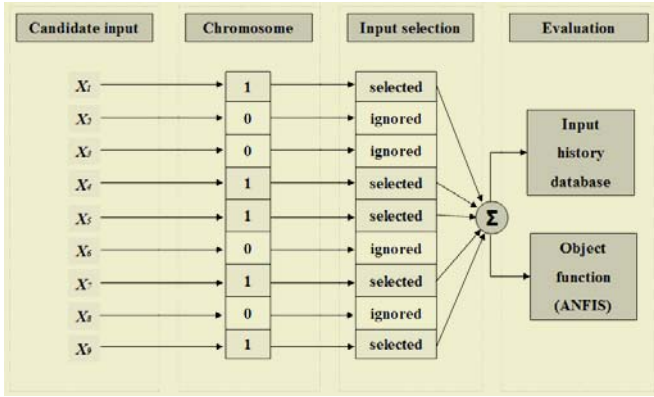 Candidate input Chromosome Input selection Evaluation
X1 1 selected
X2 0 ignored
X3 0 ignored
X4 1 selected
X5 1 selected
X6 0 ignored
X7 1 selected
X8 0 ignored
X9 1 selected
Σ
Input
history
database
Object
function
(ANFIS)